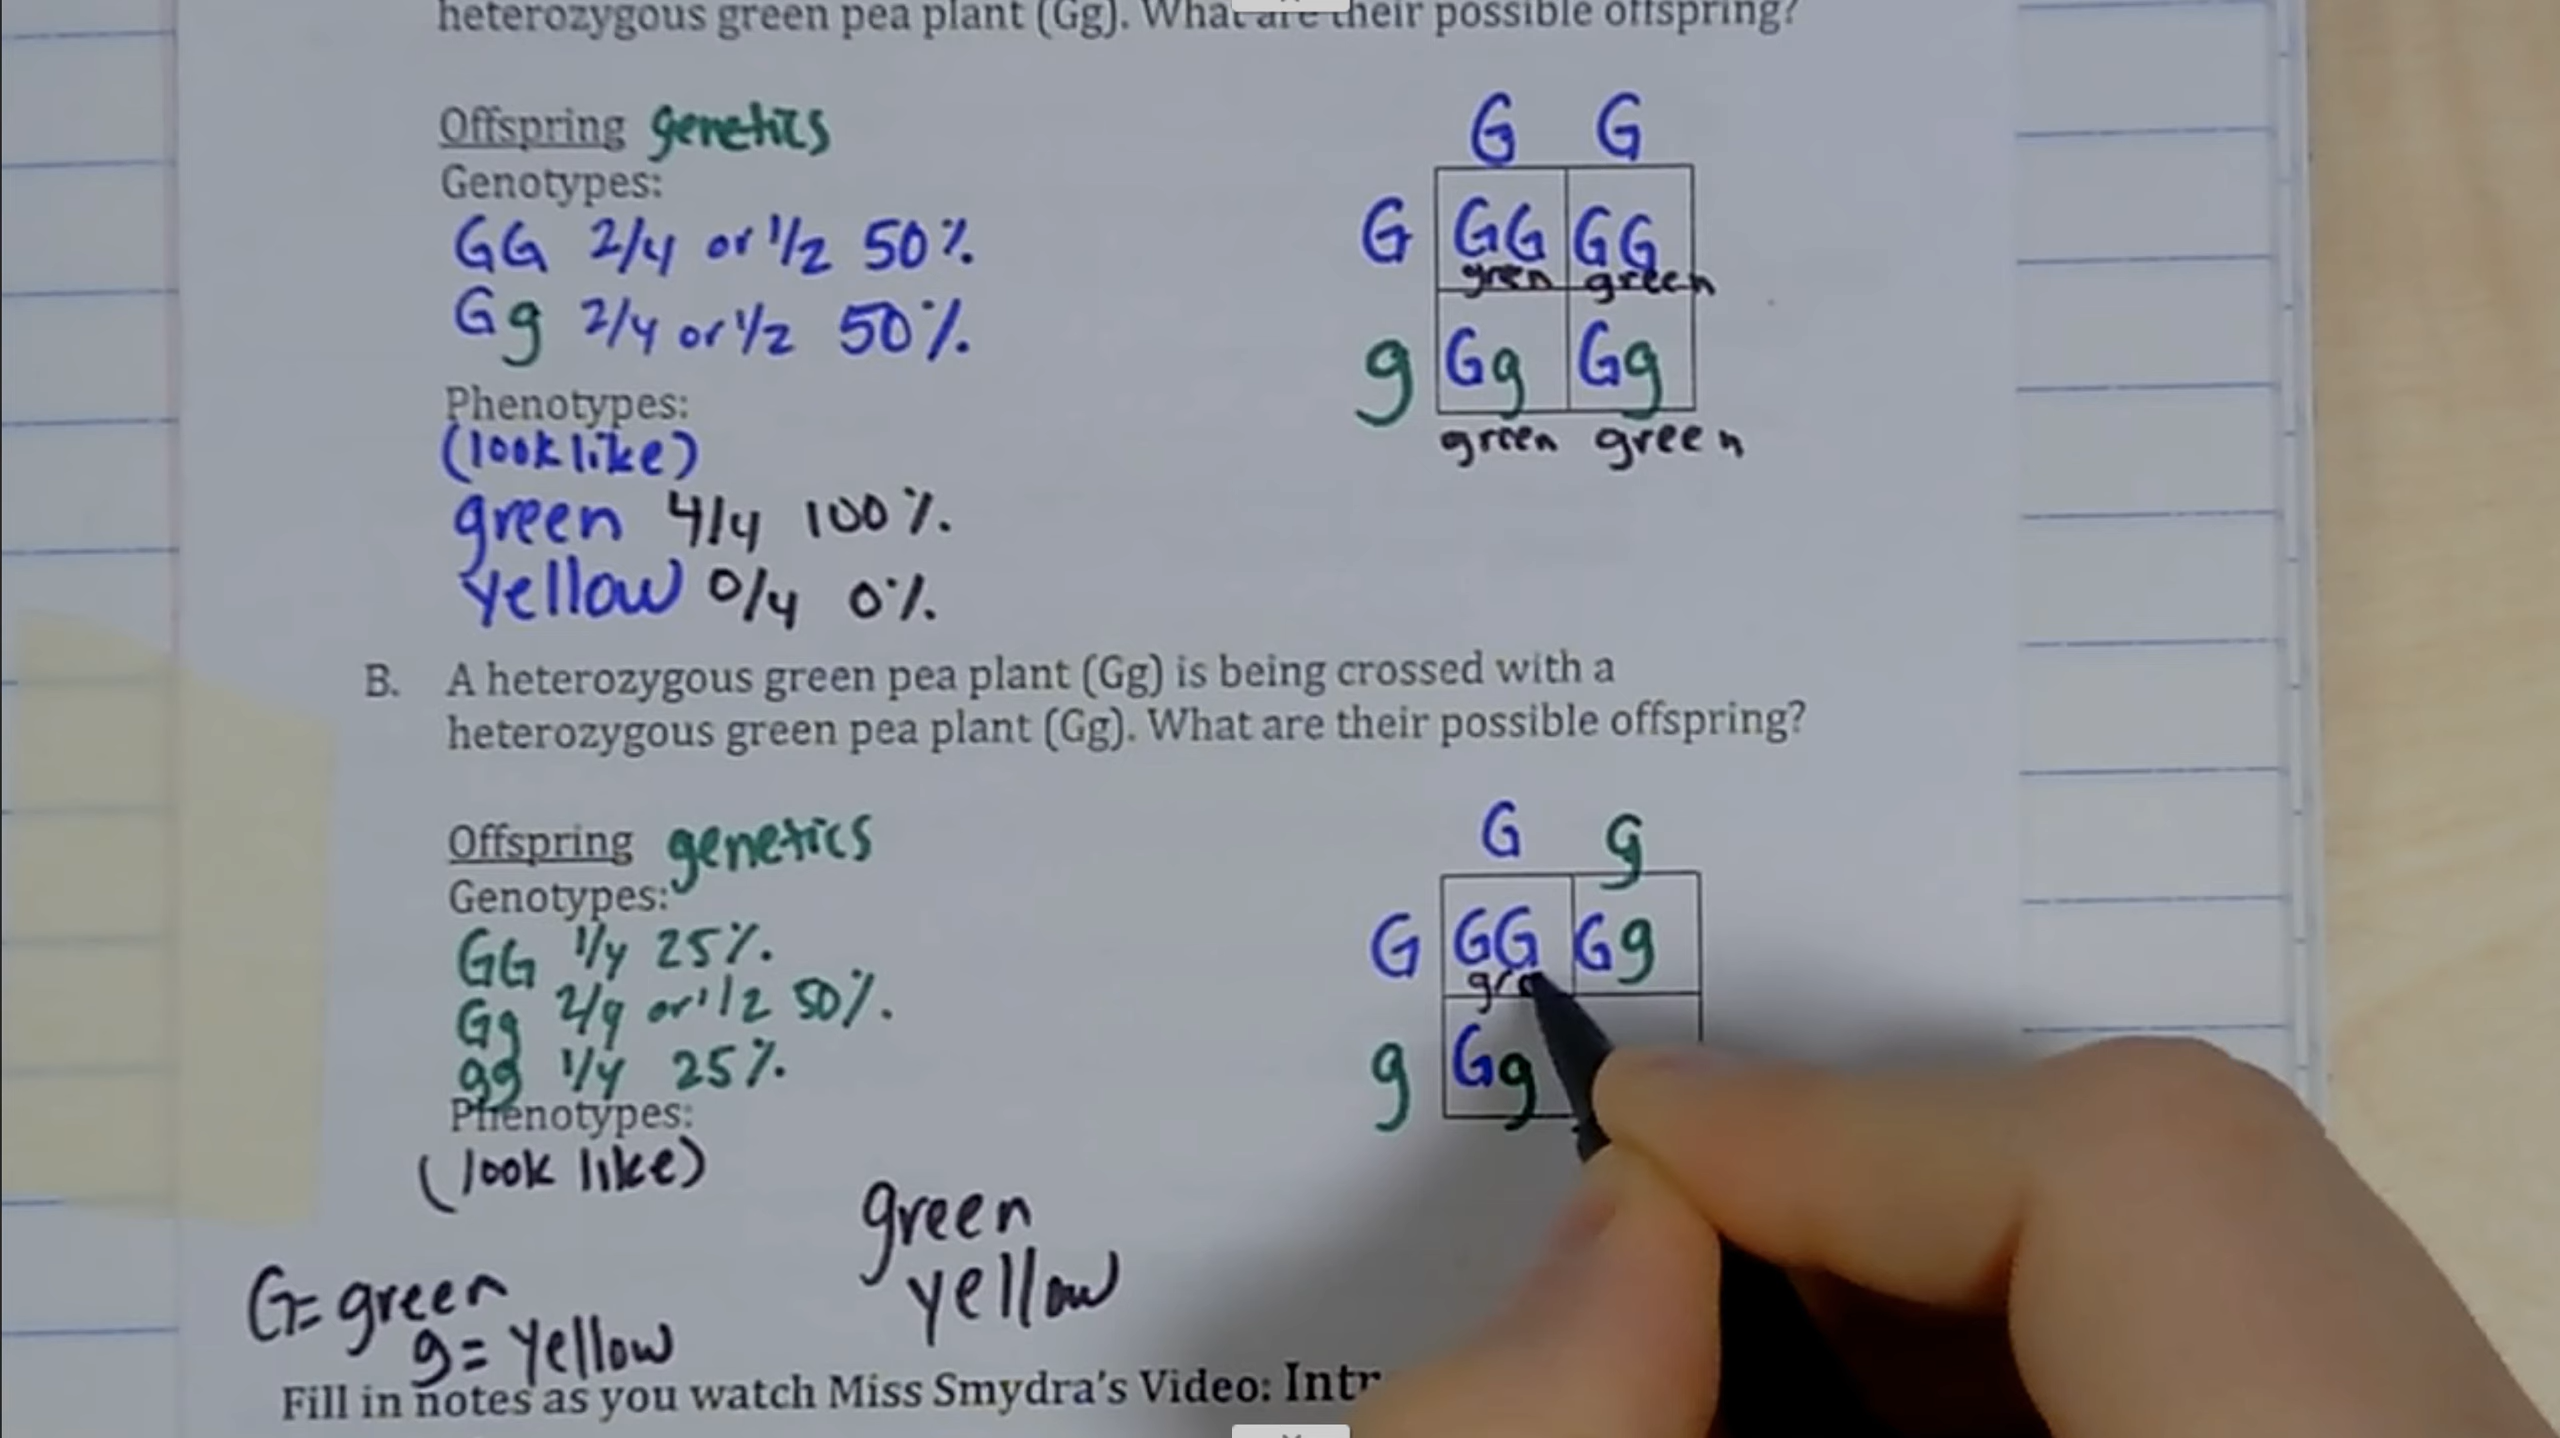 heterozygous green pea plant (Gg). What are their possible offspring?
Offspring genetics
Genotypes:
GG 2/4 or 1/2 50%.
Gg 2/4 or 1/2 50%.
Phenotypes:
(look like)
green 4/4 100%.
yellow 0/4 0%.
G G
G GG GG
green green
g Gg Gg
green green
B. A heterozygous green pea plant (Gg) is being crossed with a
heterozygous green pea plant (Gg). What are their possible offspring?
Offspring genetics
Genotypes:
GG 1/4 25%.
Gg 2/4 or 1/2 50%.
gg 1/4 25%.
Phenotypes:
(look like)
green
yellow
G= green
g= yellow
G g
G GG Gg
gre
g Gg
Fill in notes as you watch Miss Smydra's Video: Intr